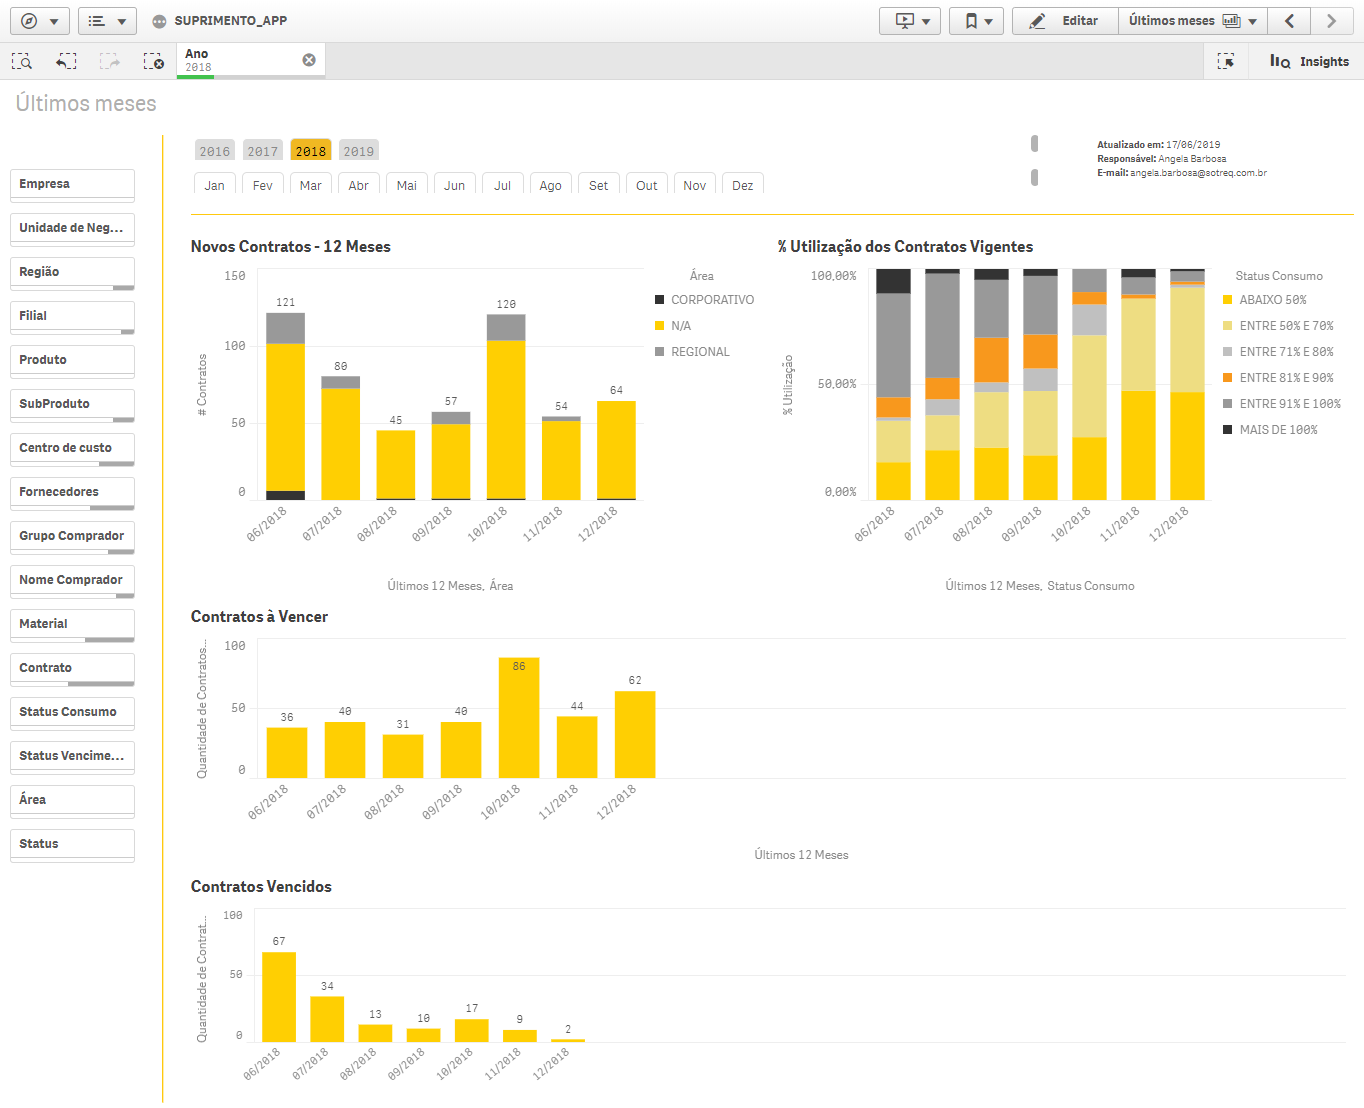 SUPRIMENTO_APP
Editar
Últimos meses
Ano
2018
Insights
Últimos meses
2016 2017 2018 2019
Jan Fev Mar Abr Mai Jun Jul Ago Set Out Nov Dez
Atualizado em: 17/06/2019
Responsável: Angela Barbosa
E-mail: angela.barbosa@sotreq.com.br
Empresa
Unidade de Neg...
Região
Filial
Produto
SubProduto
Centro de custo
Fornecedores
Grupo Comprador
Nome Comprador
Material
Contrato
Status Consumo
Status Vencime...
Área
Status
Novos Contratos - 12 Meses
# Contratos
150
100
50
0
121
80
45
57
120
54
64
06/2018
07/2018
08/2018
09/2018
10/2018
11/2018
12/2018
Últimos 12 Meses, Área
Área
CORPORATIVO
N/A
REGIONAL
% Utilização dos Contratos Vigentes
% Utilização
100,00%
50,00%
0,00%
06/2018
07/2018
08/2018
09/2018
10/2018
11/2018
12/2018
Últimos 12 Meses, Status Consumo
Status Consumo
ABAIXO 50%
ENTRE 50% E 70%
ENTRE 71% E 80%
ENTRE 81% E 90%
ENTRE 91% E 100%
MAIS DE 100%
Contratos à Vencer
Quantidade de Contratos...
100
50
0
36
40
31
40
86
44
62
06/2018
07/2018
08/2018
09/2018
10/2018
11/2018
12/2018
Últimos 12 Meses
Contratos Vencidos
Quantidade de Contrat...
100
50
0
67
34
13
10
17
9
2
06/2018
07/2018
08/2018
09/2018
10/2018
11/2018
12/2018